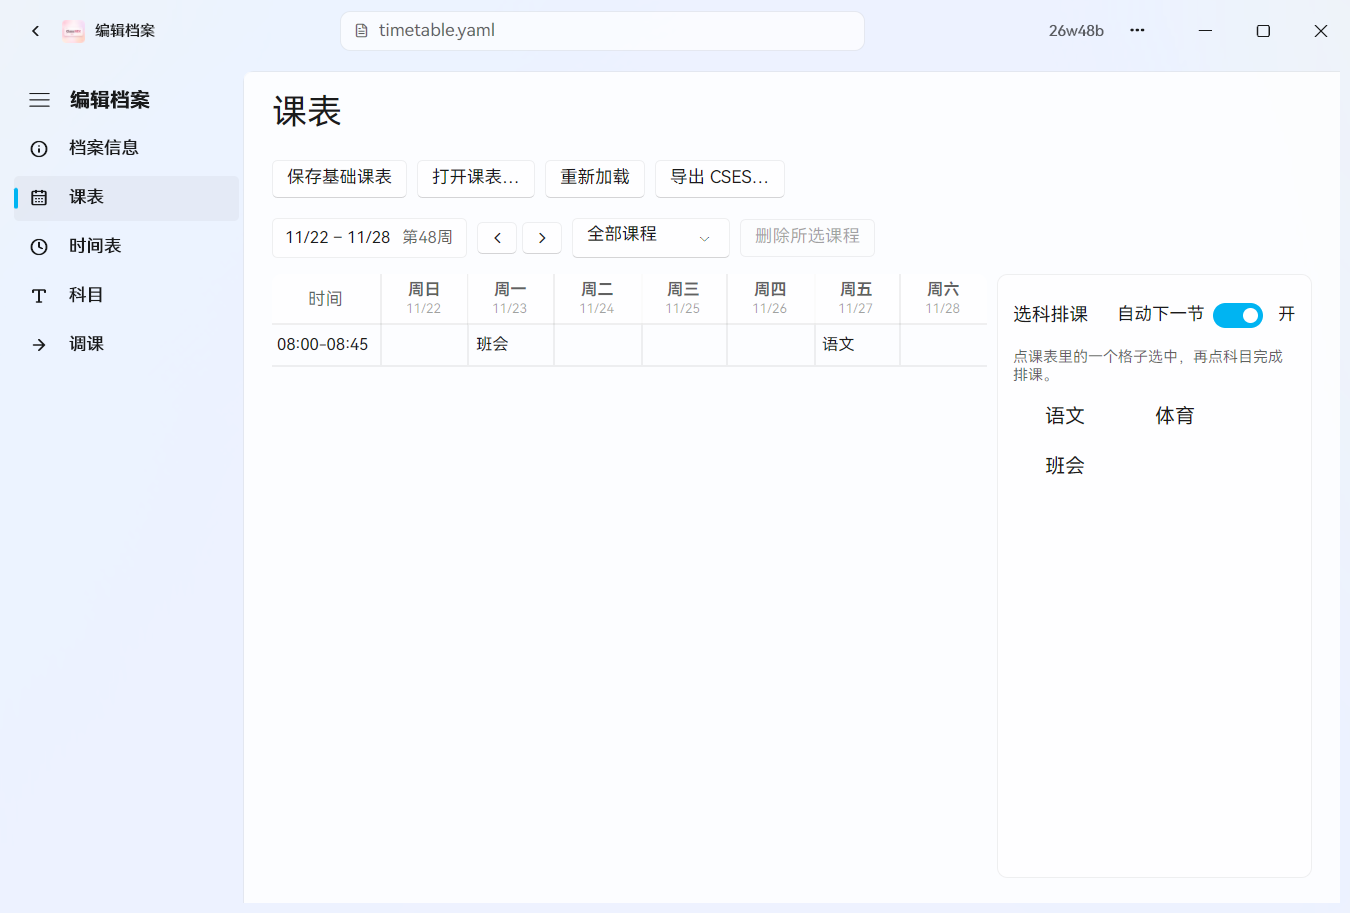 编辑档案
timetable.yaml
26w48b
编辑档案
档案信息
课表
时间表
科目
调课
课表
保存基础课表 打开课表... 重新加载 导出 CSES...
11/22 – 11/28 第48周 全部课程 删除所选课程
时间 周日 周一 周二 周三 周四 周五 周六
11/22 11/23 11/24 11/25 11/26 11/27 11/28
08:00-08:45 班会 语文
选科排课 自动下一节 开
点课表里的一个格子选中，再点科目完成
排课。
语文 体育
班会